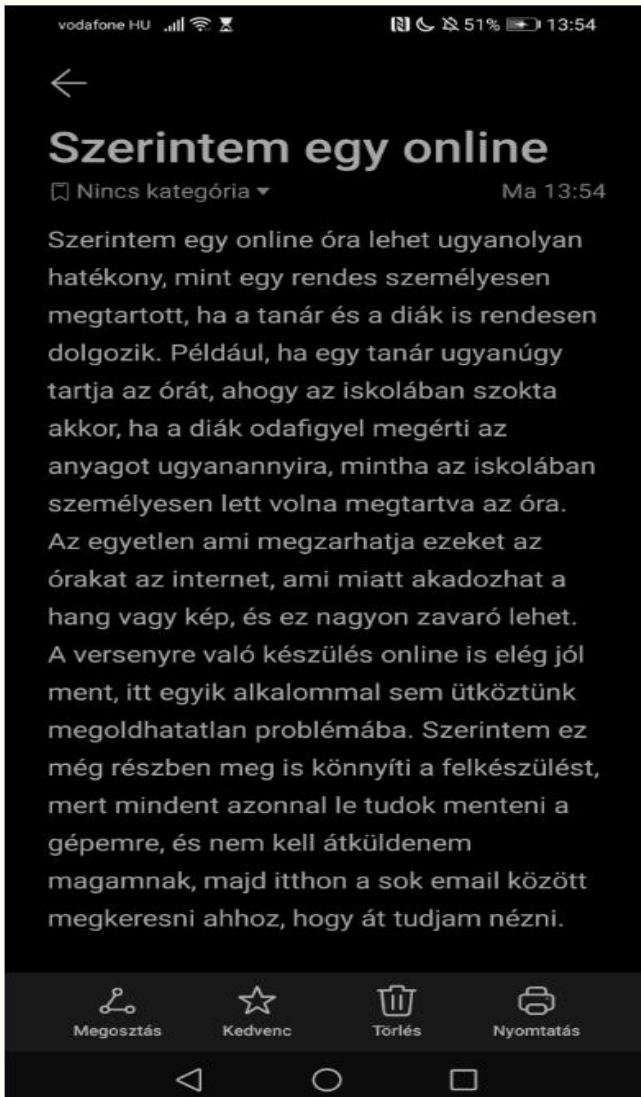 vodafone HU 51% 13:54
Szerintem egy online
Nincs kategória Ma 13:54
Szerintem egy online óra lehet ugyanolyan
hatékony, mint egy rendes személyesen
megtartott, ha a tanár és a diák is rendesen
dolgozik. Például, ha egy tanár ugyanúgy
tartja az órát, ahogy az iskolában szokta
akkor, ha a diák odafigyel megérti az
anyagot ugyanannyira, mintha az iskolában
személyesen lett volna megtartva az óra.
Az egyetlen ami megzarhatja ezeket az
órakat az internet, ami miatt akadozhat a
hang vagy kép, és ez nagyon zavaró lehet.
A versenyre való készülés online is elég jól
ment, itt egyik alkalommal sem ütköztünk
megoldhatatlan problémába. Szerintem ez
még részben meg is könnyíti a felkészülést,
mert mindent azonnal le tudok menteni a
gépemre, és nem kell átküldenem
magamnak, majd itthon a sok email között
megkeresni ahhoz, hogy át tudjam nézni.
Megosztás Kedvenc Törlés Nyomtatás